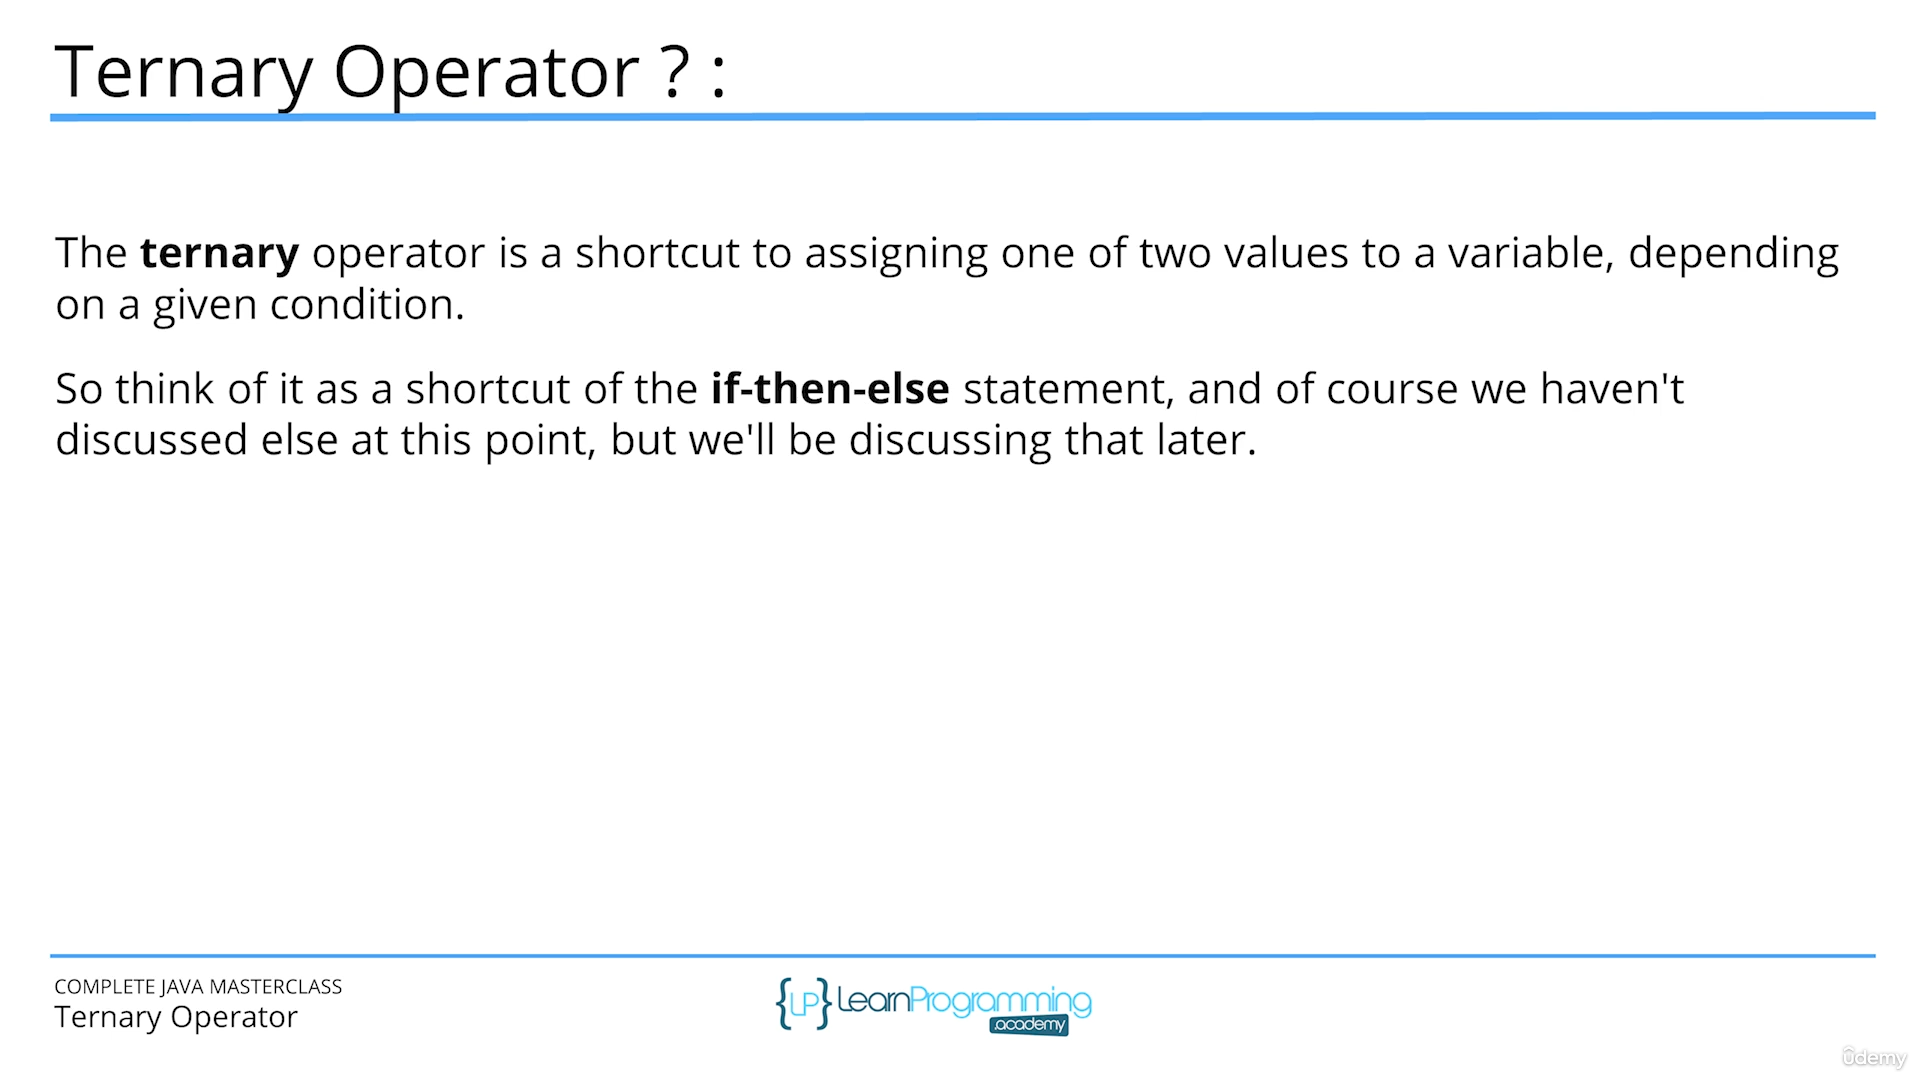 Ternary Operator ? :
The ternary operator is a shortcut to assigning one of two values to a variable, depending
on a given condition.
So think of it as a shortcut of the if-then-else statement, and of course we haven't
discussed else at this point, but we'll be discussing that later.
COMPLETE JAVA MASTERCLASS
Ternary Operator
{LP} LearnProgramming
.academy
ûdemy